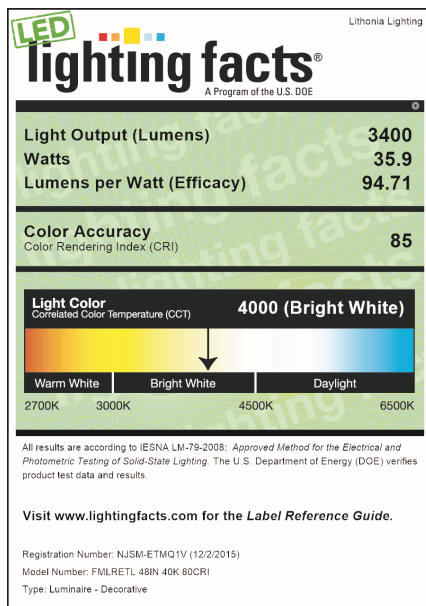 LED
Lithonia Lighting
lighting facts®
A Program of the U.S. DOE
Light Output (Lumens) 3400
Watts 35.9
Lumens per Watt (Efficacy) 94.71
Color Accuracy
Color Rendering Index (CRI) 85
Light Color
Correlated Color Temperature (CCT) 4000 (Bright White)
Warm White Bright White Daylight
2700K 3000K 4500K 6500K
All results are according to IESNA LM-79-2008: Approved Method for the Electrical and
Photometric Testing of Solid-State Lighting. The U.S. Department of Energy (DOE) verifies
product test data and results.
Visit www.lightingfacts.com for the Label Reference Guide.
Registration Number: NJSM-ETMQ1V (12/2/2015)
Model Number: FMLRETL 48IN 40K 80CRI
Type: Luminaire - Decorative